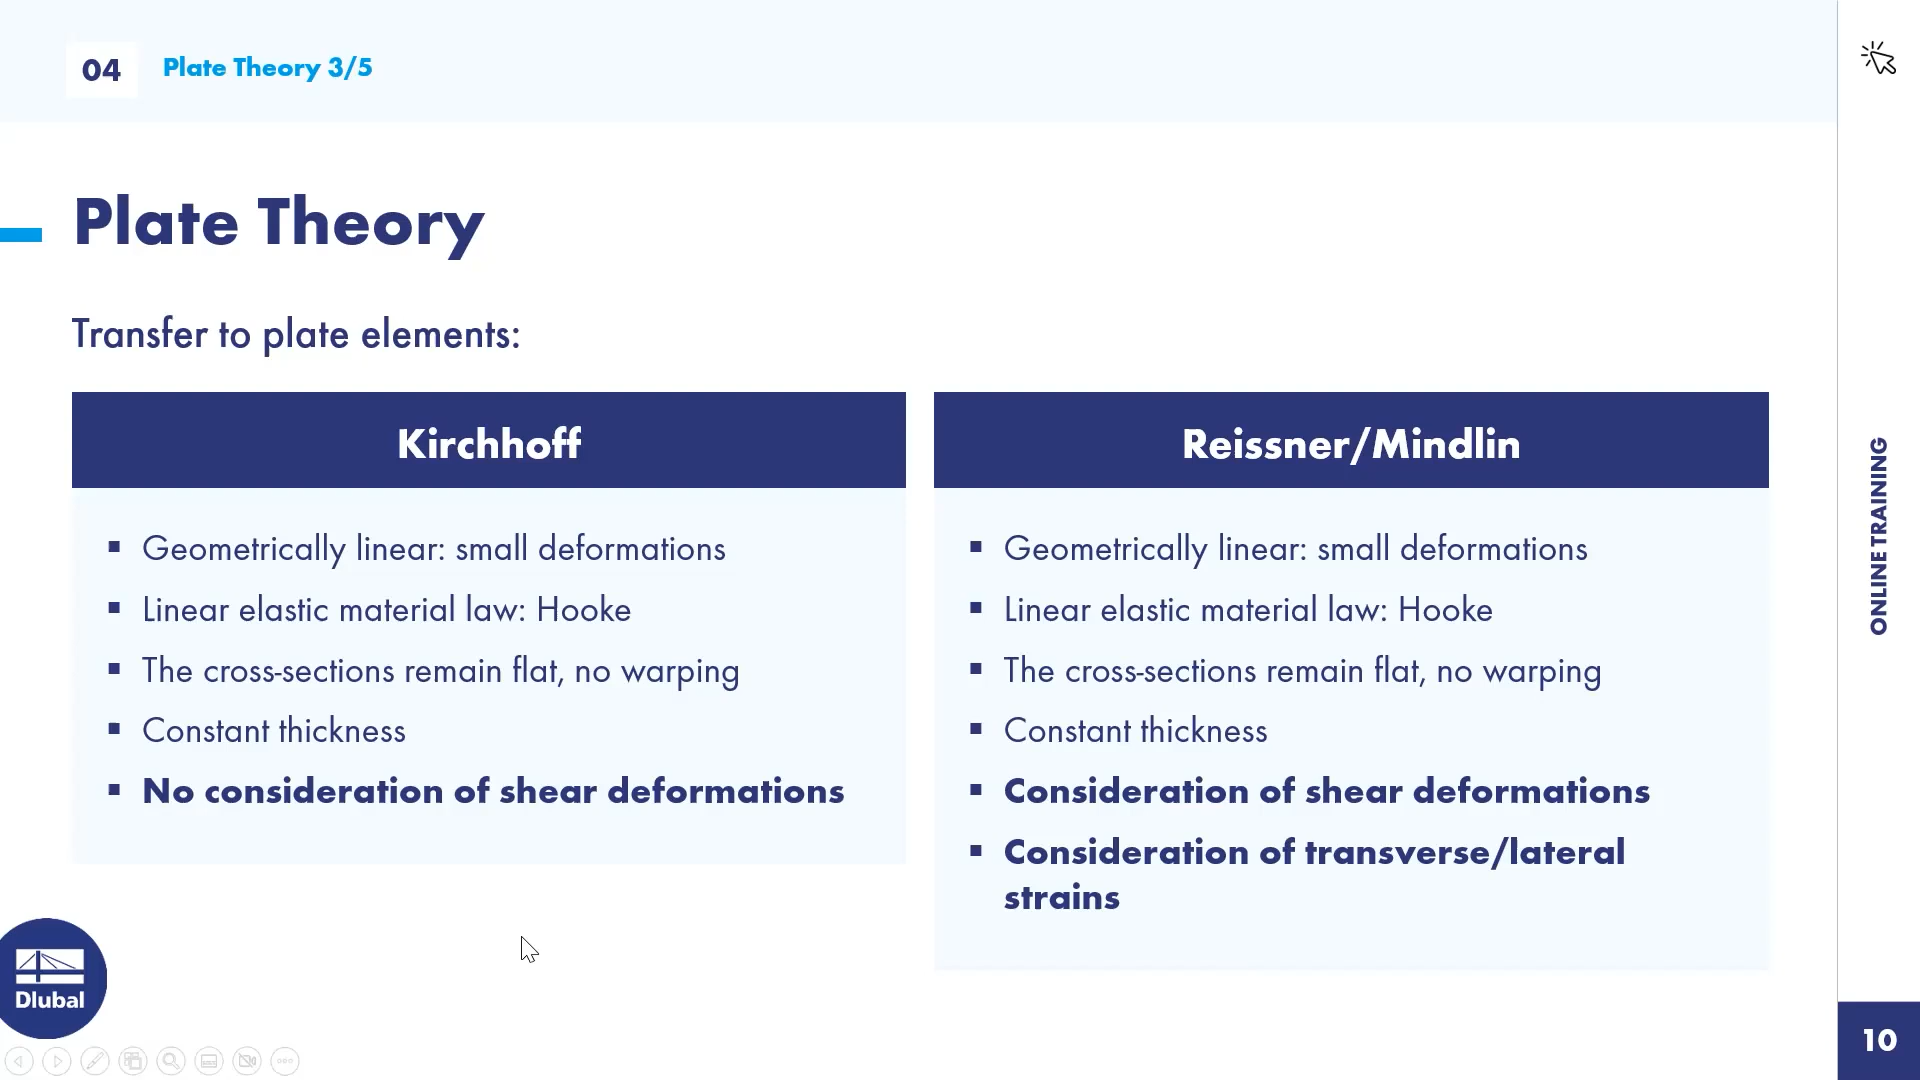 04
Plate Theory 3/5
Plate Theory
Transfer to plate elements:
Kirchhoff
▪ Geometrically linear: small deformations
▪ Linear elastic material law: Hooke
▪ The cross-sections remain flat, no warping
▪ Constant thickness
▪ No consideration of shear deformations
Reissner/Mindlin
▪ Geometrically linear: small deformations
▪ Linear elastic material law: Hooke
▪ The cross-sections remain flat, no warping
▪ Constant thickness
▪ Consideration of shear deformations
▪ Consideration of transverse/lateral
strains
ONLINE TRAINING
Dlubal
10